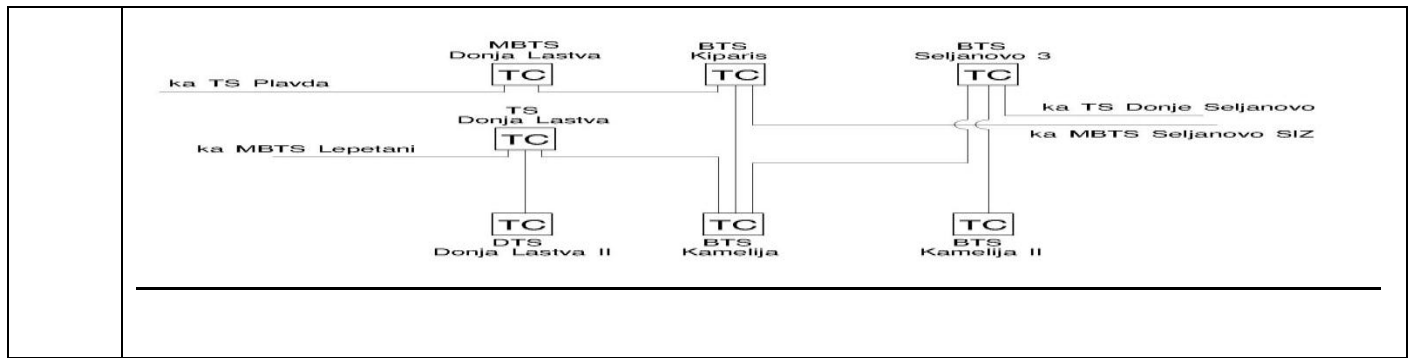 MBTS
Donja Lastva
TC
BTS
Kiparis
TC
BTS
Seljanovo 3
TC
ka TS Plavda
TS
Donja Lastva
TC
ka TS Donje Seljanovo
ka MBTS Seljanovo SIZ
ka MBTS Lepetani
TC
DTS
Donja Lastva II
TC
BTS
Kamelija
TC
BTS
Kamelija II